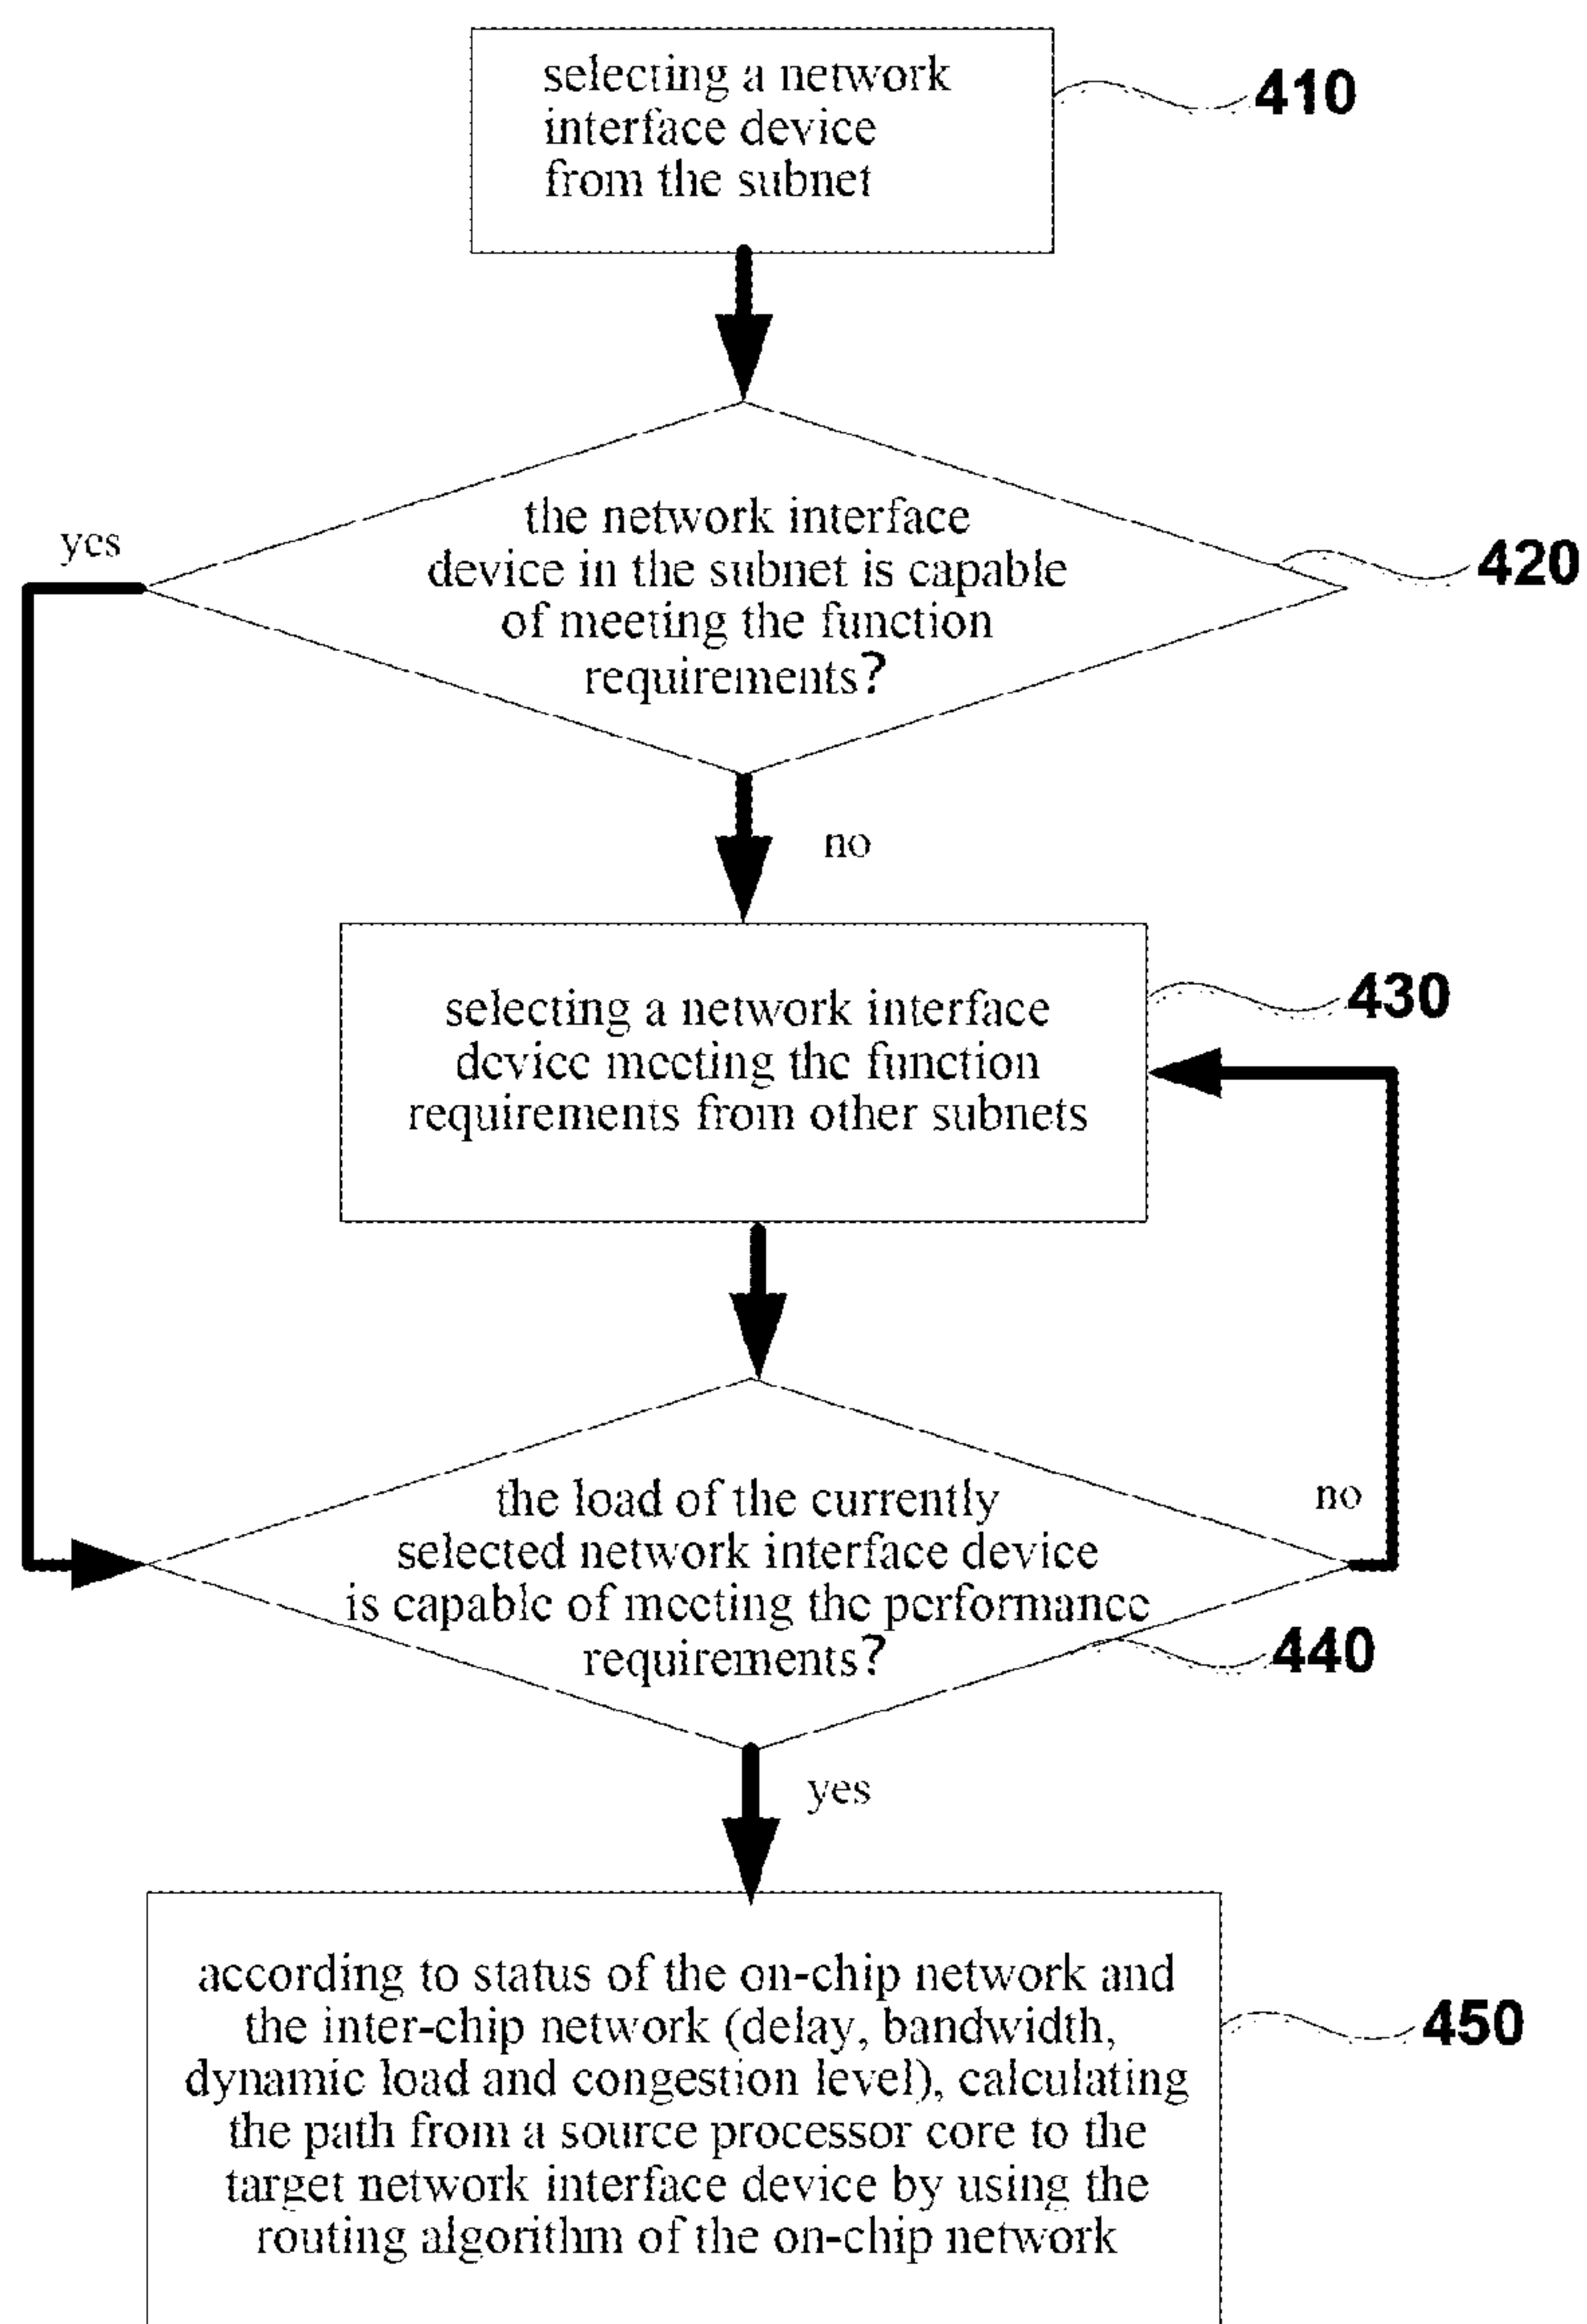 selecting a network
interface device
from the subnet
410
the network interface
device in the subnet is capable
of meeting the function
requirements?
420
yes
no
selecting a network interface
device meeting the function
requirements from other subnets
430
the load of the currently
selected network interface device
is capable of meeting the performance
requirements?
no
440
yes
according to status of the on-chip network and
the inter-chip network (delay, bandwidth,
dynamic load and congestion level), calculating
the path from a source processor core to the
target network interface device by using the
routing algorithm of the on-chip network
450